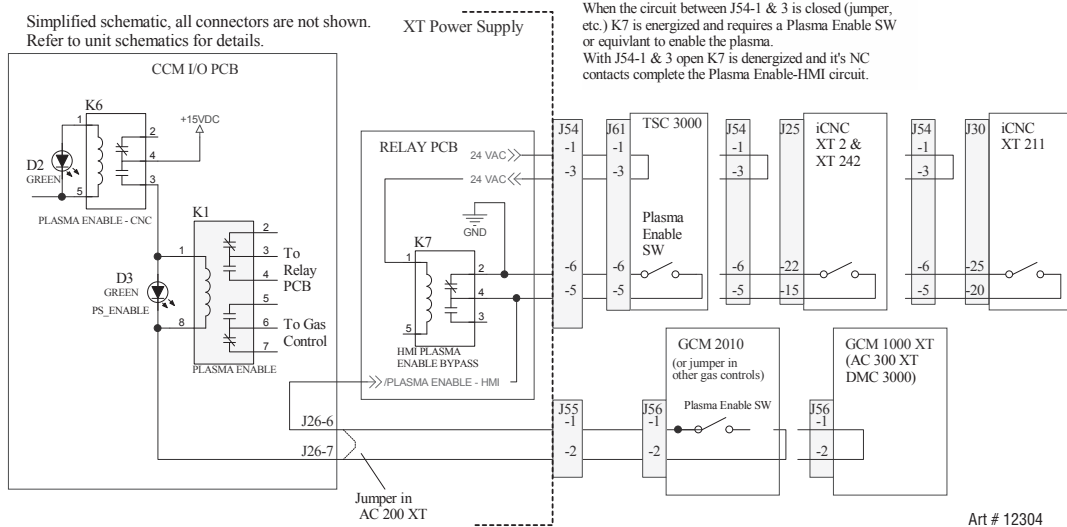 Simplified schematic, all connectors are not shown.
Refer to unit schematics for details.
XT Power Supply
When the circuit between J54-1 & 3 is closed (jumper,
etc.) K7 is energized and requires a Plasma Enable SW
or equivlant to enable the plasma.
With J54-1 & 3 open K7 is denergized and it's NC
contacts complete the Plasma Enable-HMI circuit.
CCM I/O PCB
K6
1
2
4
3
5
+15VDC
D2
GREEN
PLASMA ENABLE - CNC
K1
1
8
2
3
4
5
6
7
To
Relay
PCB
To Gas
Control
D3
GREEN
PS_ENABLE
PLASMA ENABLE
J26-6
J26-7
Jumper in
AC 200 XT
RELAY PCB
24 VAC
24 VAC
GND
K7
1
2
4
3
5
HMI PLASMA
ENABLE BYPASS
/PLASMA ENABLE - HMI
J54
-1
-3
-6
-5
J61
-1
-3
-6
-5
TSC 3000
Plasma
Enable
SW
J54
-1
-3
-6
-5
J25
-22
-15
iCNC
XT 2 &
XT 242
J54
-1
-3
-6
-5
J30
-25
-20
iCNC
XT 211
J55
-1
-2
J56
-1
-2
GCM 2010
(or jumper in
other gas controls)
Plasma Enable SW
J56
-1
-2
GCM 1000 XT
(AC 300 XT
DMC 3000)
Art # 12304